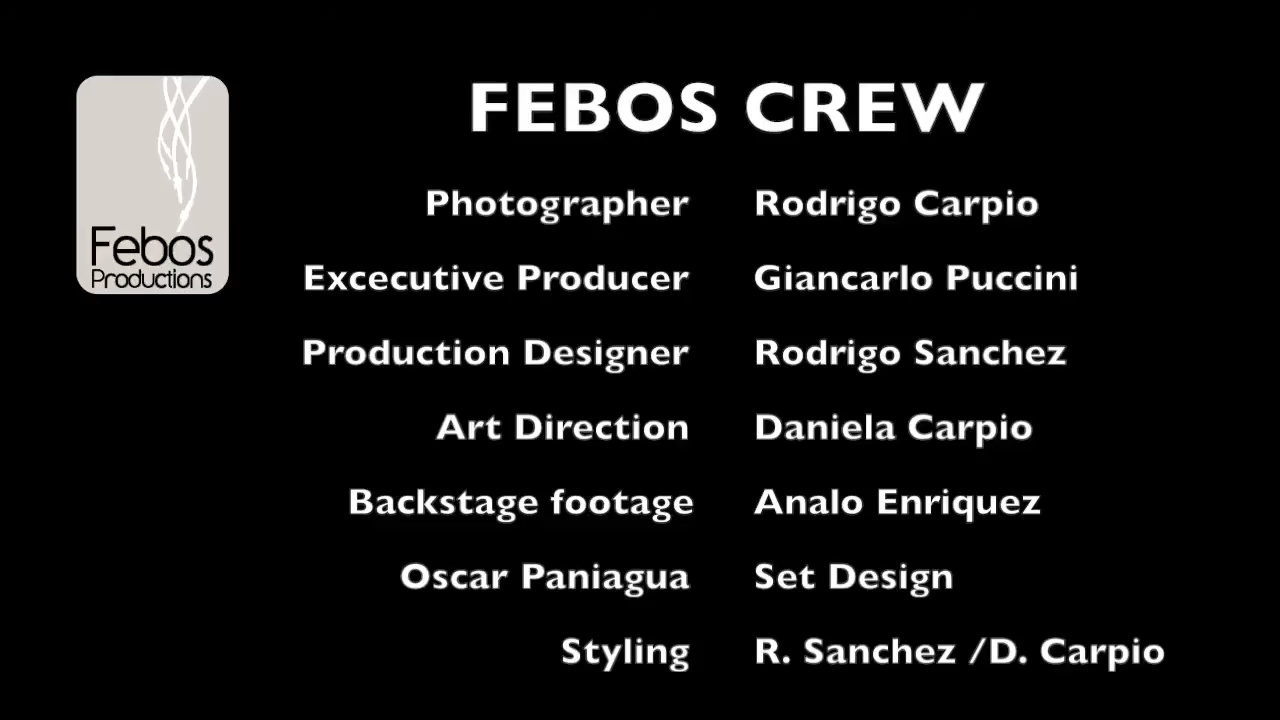 FEBOS CREW
Febos
Productions
Photographer Rodrigo Carpio
Excecutive Producer Giancarlo Puccini
Production Designer Rodrigo Sanchez
Art Direction Daniela Carpio
Backstage footage Analo Enriquez
Oscar Paniagua Set Design
Styling R. Sanchez /D. Carpio